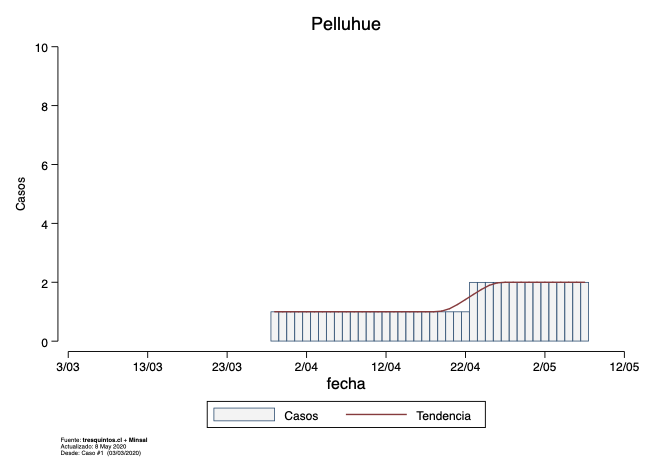 Pelluhue
Casos
10
8
6
4
2
0
3/03 13/03 23/03 2/04 12/04 22/04 2/05 12/05
fecha
Casos Tendencia
Fuente: tresquintos.cl + Minsal
Actualizado: 8 May 2020
Desde: Caso #1 (03/03/2020)